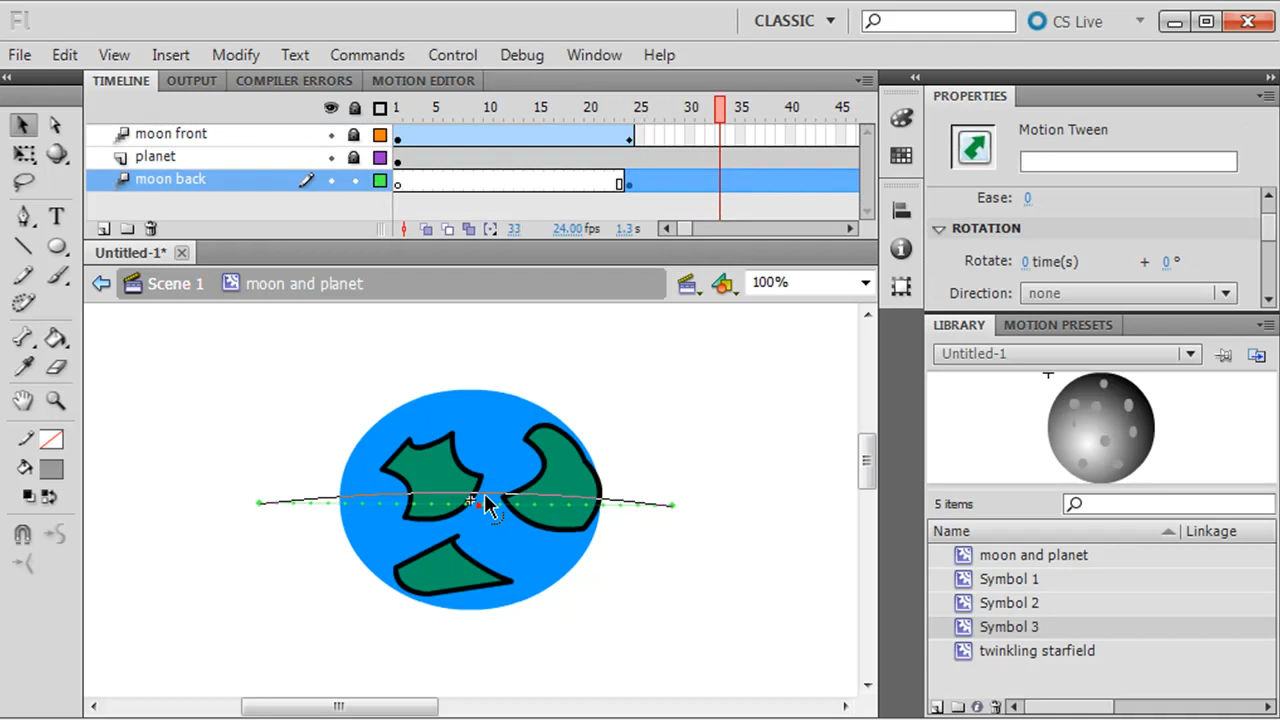 Fl
CLASSIC
CS Live
File Edit View Insert Modify Text Commands Control Debug Window Help
TIMELINE OUTPUT COMPILER ERRORS MOTION EDITOR
1 5 10 15 20 25 30 35 40 45
moon front
planet
moon back
33 24.00 fps 1.3 s
Untitled-1*
Scene 1 moon and planet 100%
T
PROPERTIES
Motion Tween
Ease: 0
ROTATION
Rotate: 0 time(s) + 0 °
Direction: none
LIBRARY MOTION PRESETS
Untitled-1
5 items
Name Linkage
moon and planet
Symbol 1
Symbol 2
Symbol 3
twinkling starfield